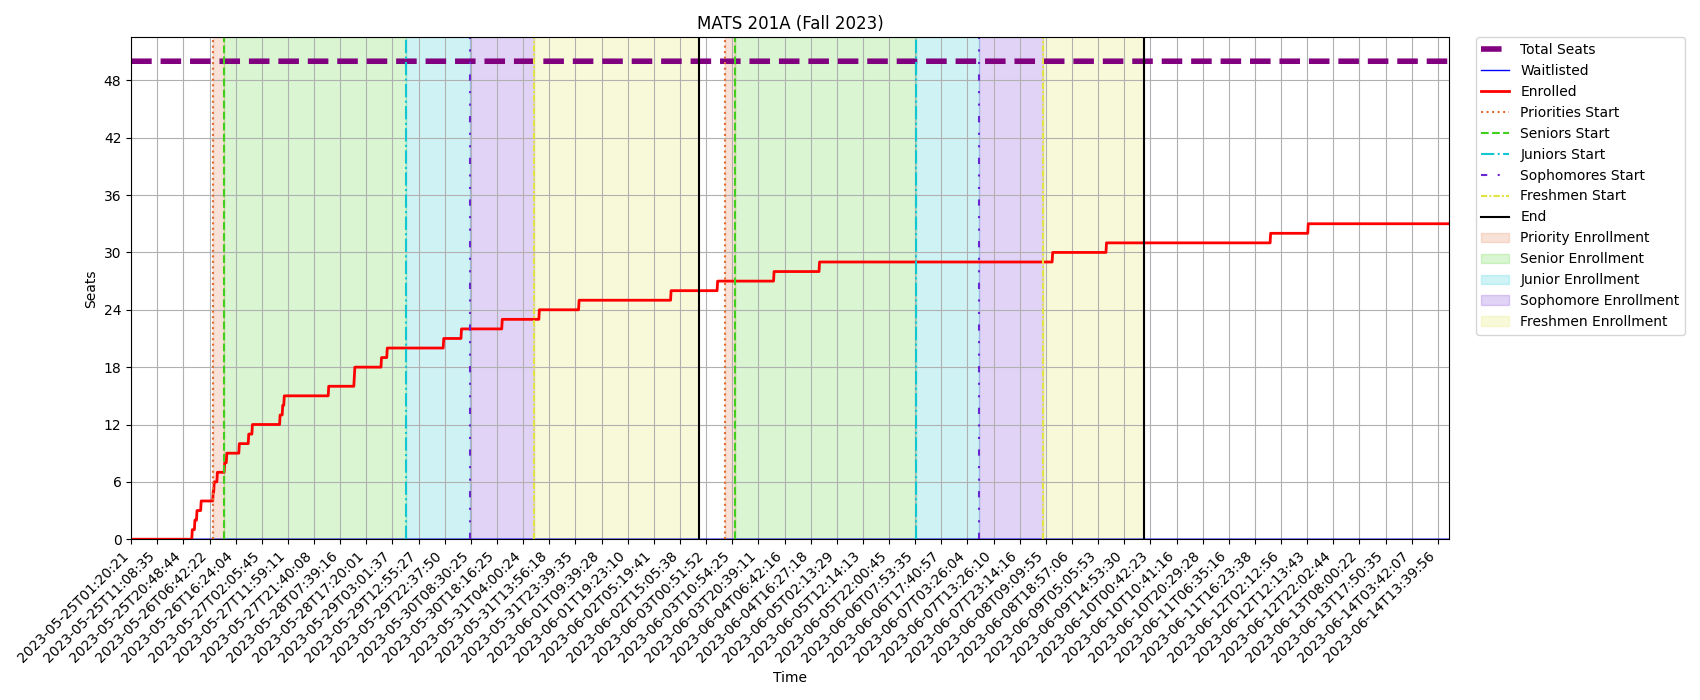 MATS 201A (Fall 2023)
Seats
48
42
36
30
24
18
12
6
0
2023-05-25T01:20:21
2023-05-25T11:08:35
2023-05-25T20:48:44
2023-05-26T06:42:22
2023-05-26T16:24:04
2023-05-27T02:05:45
2023-05-27T11:59:11
2023-05-27T21:40:08
2023-05-28T07:39:16
2023-05-28T17:20:01
2023-05-29T03:01:37
2023-05-29T12:55:27
2023-05-29T22:37:50
2023-05-30T08:30:25
2023-05-30T18:16:25
2023-05-31T04:00:24
2023-05-31T13:56:18
2023-05-31T23:39:35
2023-06-01T09:39:28
2023-06-01T19:23:10
2023-06-02T05:19:41
2023-06-02T15:05:38
2023-06-03T00:51:52
2023-06-03T10:54:25
2023-06-03T20:39:11
2023-06-04T06:42:16
2023-06-04T16:27:18
2023-06-05T02:13:29
2023-06-05T12:14:13
2023-06-05T22:00:45
2023-06-06T07:53:35
2023-06-06T17:40:57
2023-06-07T03:26:04
2023-06-07T13:26:10
2023-06-07T23:14:16
2023-06-08T09:09:55
2023-06-08T18:57:06
2023-06-09T05:05:53
2023-06-09T14:53:30
2023-06-10T00:42:23
2023-06-10T10:41:16
2023-06-10T20:29:28
2023-06-11T06:35:16
2023-06-11T16:23:38
2023-06-12T02:12:56
2023-06-12T12:13:43
2023-06-12T22:02:44
2023-06-13T08:00:22
2023-06-13T17:50:35
2023-06-14T03:42:07
2023-06-14T13:39:56
Time
Total Seats
Waitlisted
Enrolled
Priorities Start
Seniors Start
Juniors Start
Sophomores Start
Freshmen Start
End
Priority Enrollment
Senior Enrollment
Junior Enrollment
Sophomore Enrollment
Freshmen Enrollment